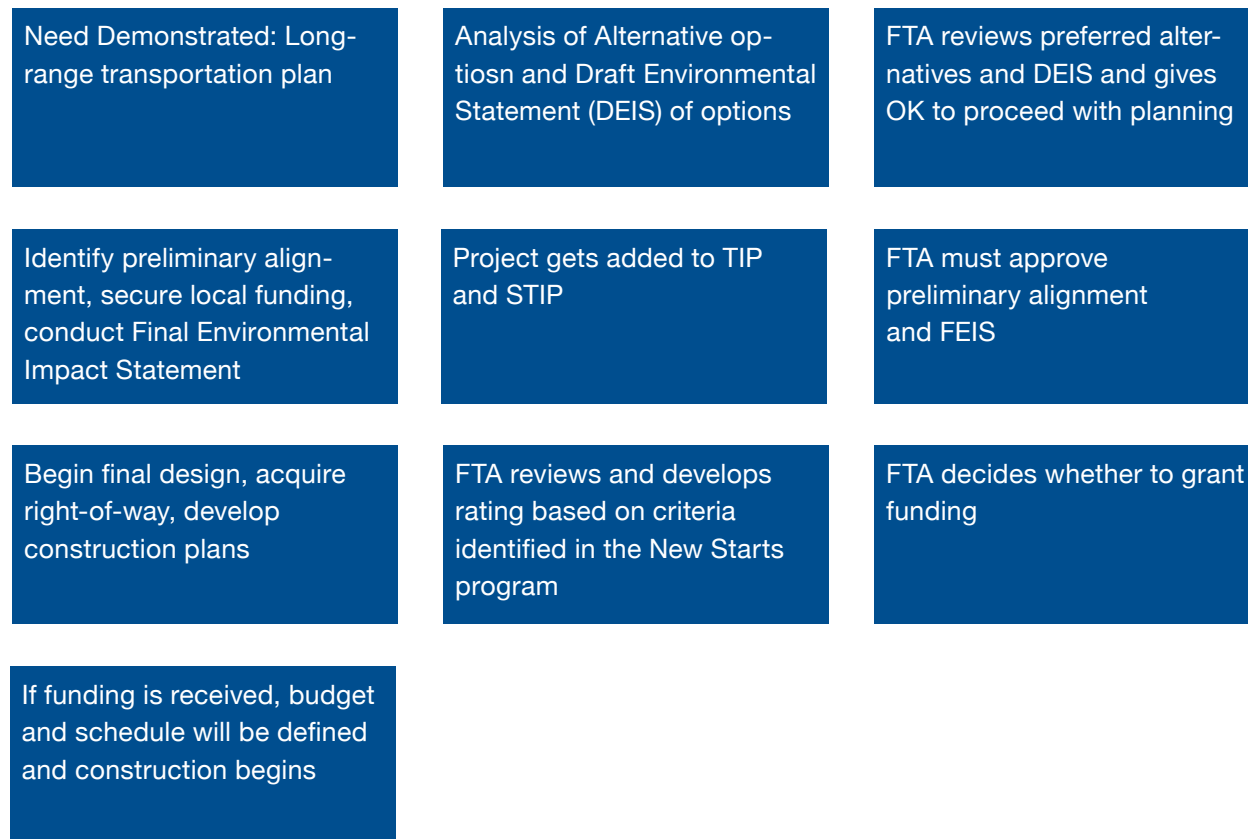 Need Demonstrated: Long-
range transportation plan
Analysis of Alternative op-
tiosn and Draft Environmental
Statement (DEIS) of options
FTA reviews preferred alter-
natives and DEIS and gives
OK to proceed with planning
Identify preliminary align-
ment, secure local funding,
conduct Final Environmental
Impact Statement
Project gets added to TIP
and STIP
FTA must approve
preliminary alignment
and FEIS
Begin final design, acquire
right-of-way, develop
construction plans
FTA reviews and develops
rating based on criteria
identified in the New Starts
program
FTA decides whether to grant
funding
If funding is received, budget
and schedule will be defined
and construction begins